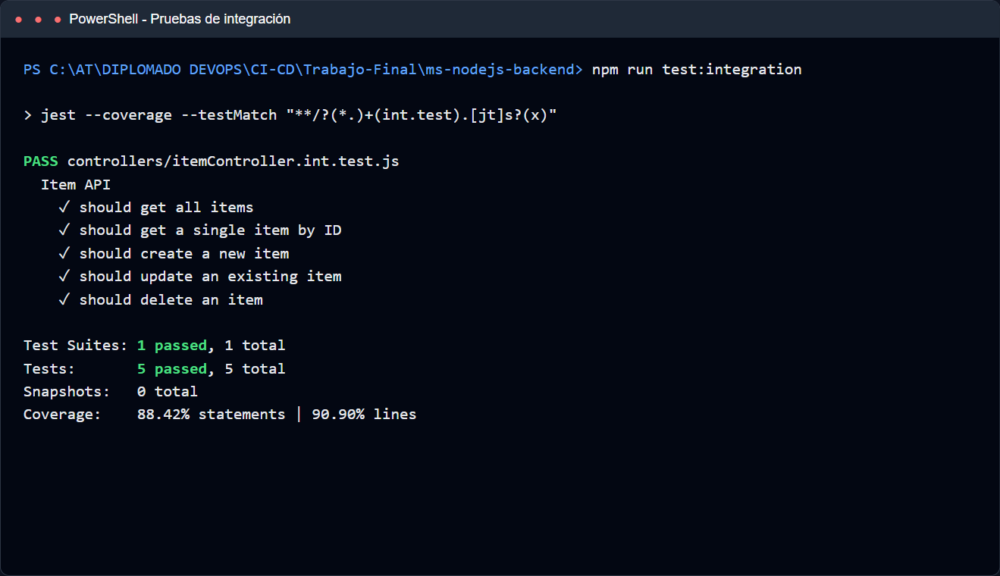 PowerShell - Pruebas de integración
PS C:\AT\DIPLOMADO DEVOPS\CI-CD\Trabajo-Final\ms-nodejs-backend> npm run test:integration
> jest --coverage --testMatch "**/?(*.)+(int.test).[jt]s?(x)"
PASS controllers/itemController.int.test.js
Item API
✓ should get all items
✓ should get a single item by ID
✓ should create a new item
✓ should update an existing item
✓ should delete an item
Test Suites: 1 passed, 1 total
Tests: 5 passed, 5 total
Snapshots: 0 total
Coverage: 88.42% statements | 90.90% lines